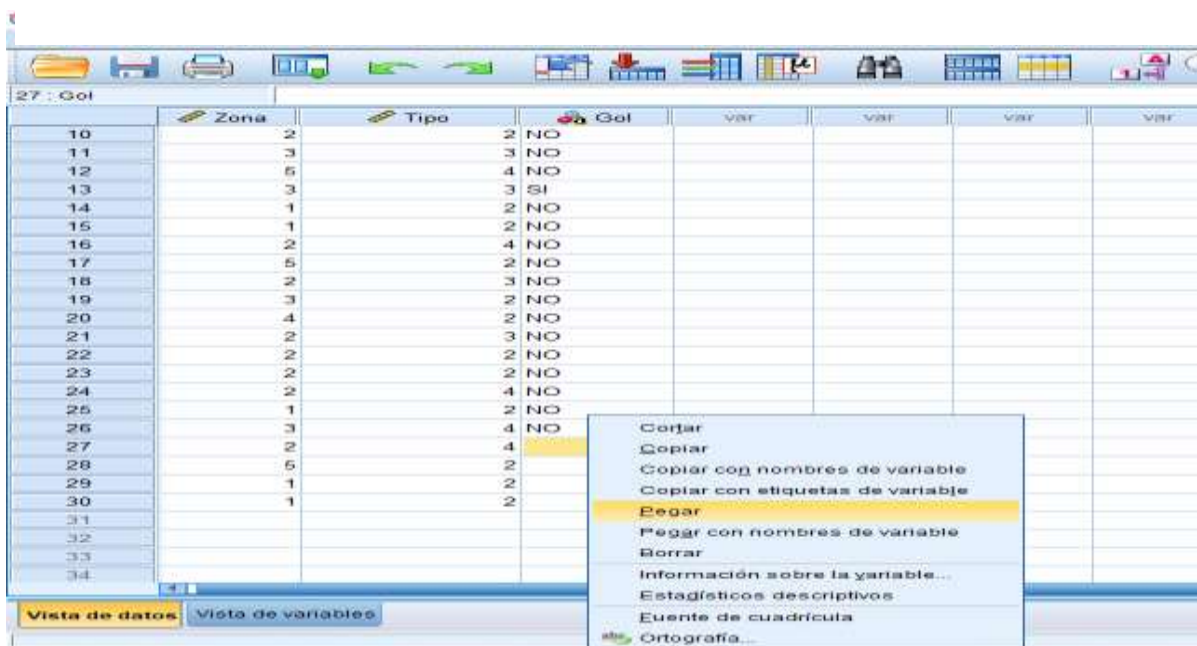 27 : Gol
Zona Tipo Gol var var var var
10 2 2 NO
11 3 3 NO
12 5 4 NO
13 3 3 SI
14 1 2 NO
15 1 2 NO
16 2 4 NO
17 5 2 NO
18 2 3 NO
19 3 2 NO
20 4 2 NO
21 2 3 NO
22 2 2 NO
23 2 2 NO
24 2 4 NO
25 1 2 NO
26 3 4 NO
27 2 4
28 5 2
29 1 2
30 1 2
31
32
33
34
Cortar
Copiar
Copiar con nombres de variable
Copiar con etiquetas de variable
Pegar
Pegar con nombres de variable
Borrar
Información sobre la variable...
Estadísticos descriptivos
Fuente de cuadrícula
Ortografía...
Vista de datos Vista de variables